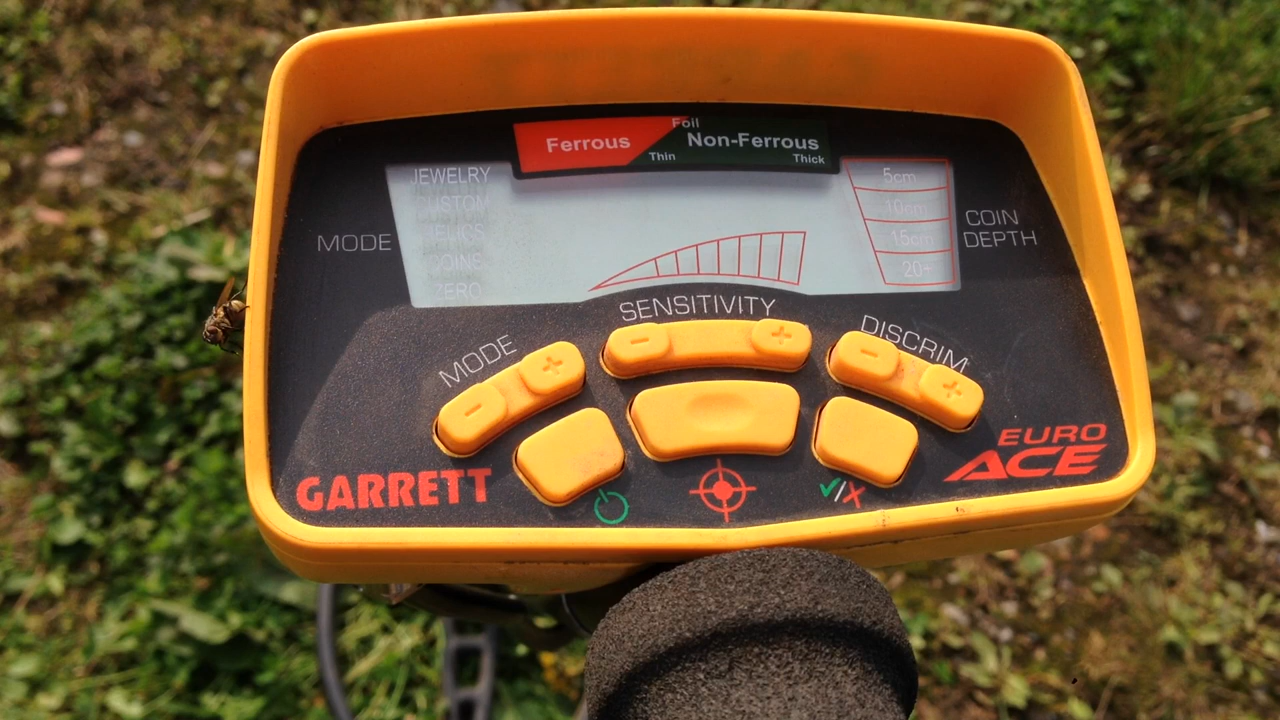 Foil
Ferrous
Non-Ferrous
Thin
Thick
JEWELRY
CUSTOM
RELICS
COINS
ZERO
MODE
5cm
10cm
15cm
20+
COIN
DEPTH
MODE
SENSITIVITY
DISCRIM
- +
- +
- +
GARRETT
EURO
ACE